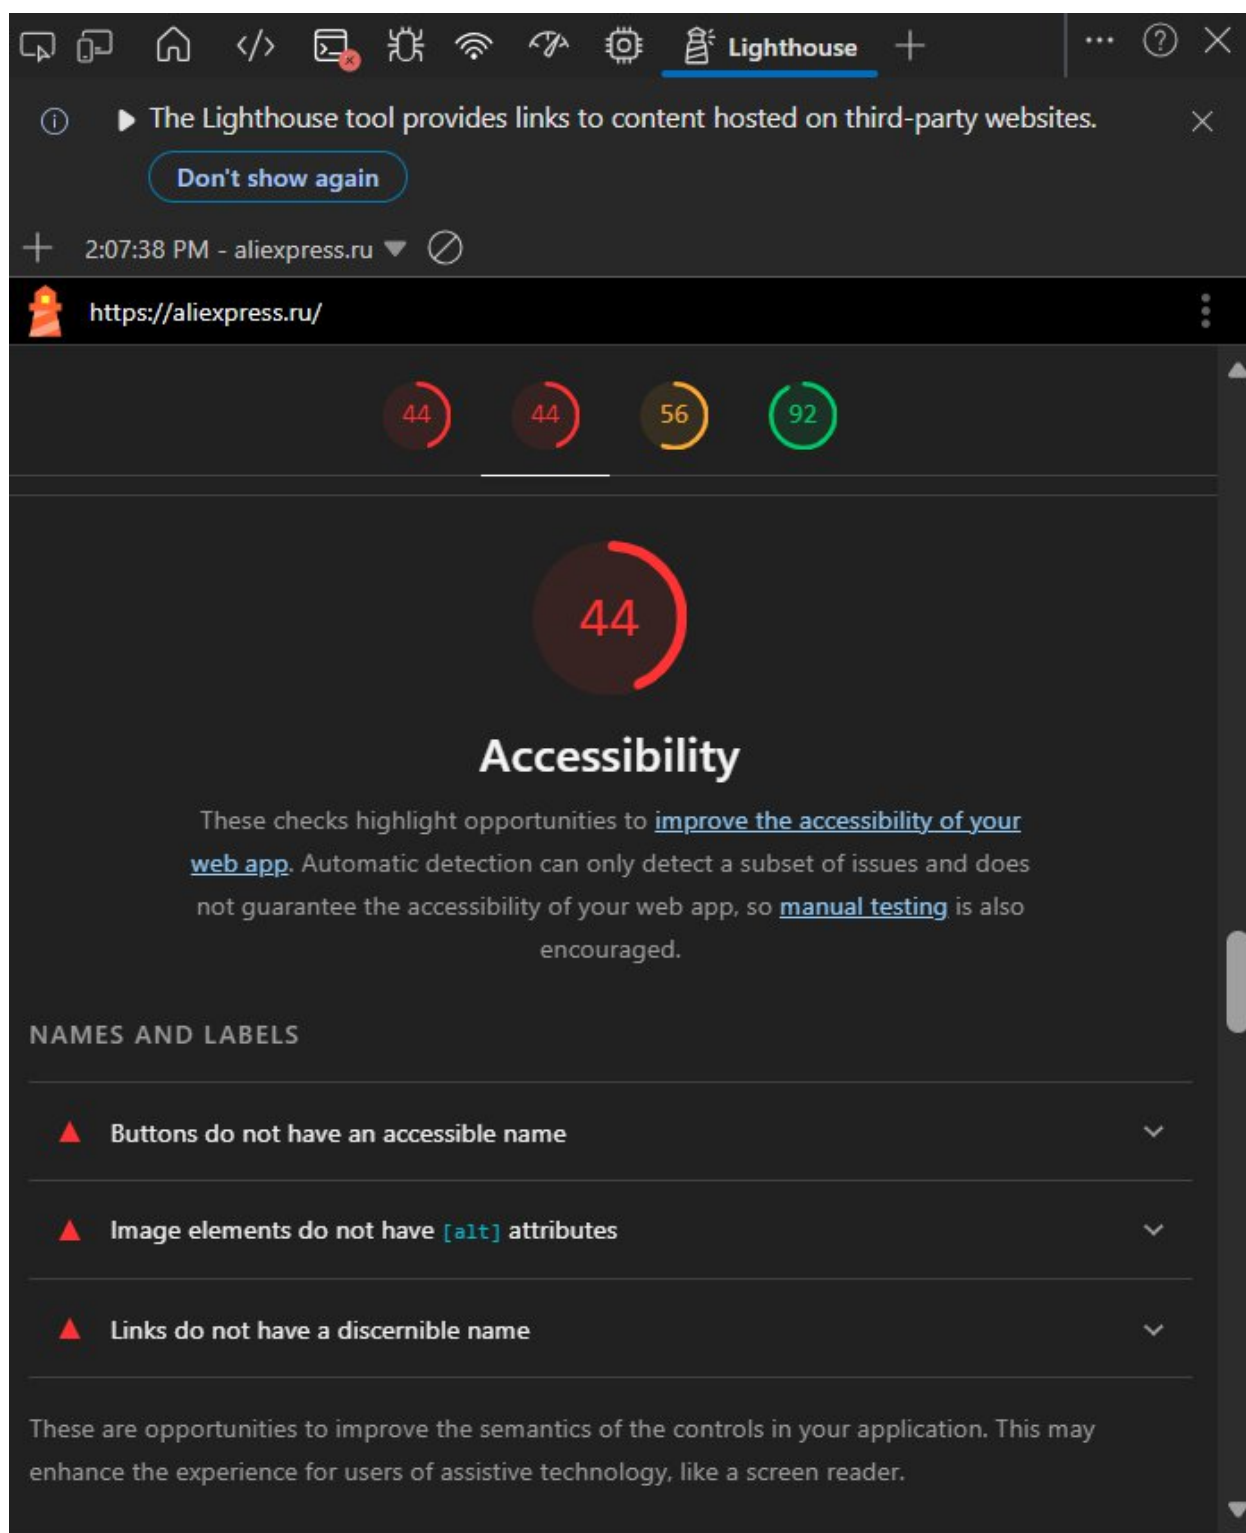 Lighthouse
The Lighthouse tool provides links to content hosted on third-party websites.
Don't show again
2:07:38 PM - aliexpress.ru
https://aliexpress.ru/
44 44 56 92
44
Accessibility
These checks highlight opportunities to improve the accessibility of your
web app. Automatic detection can only detect a subset of issues and does
not guarantee the accessibility of your web app, so manual testing is also
encouraged.
NAMES AND LABELS
Buttons do not have an accessible name
Image elements do not have [alt] attributes
Links do not have a discernible name
These are opportunities to improve the semantics of the controls in your application. This may
enhance the experience for users of assistive technology, like a screen reader.